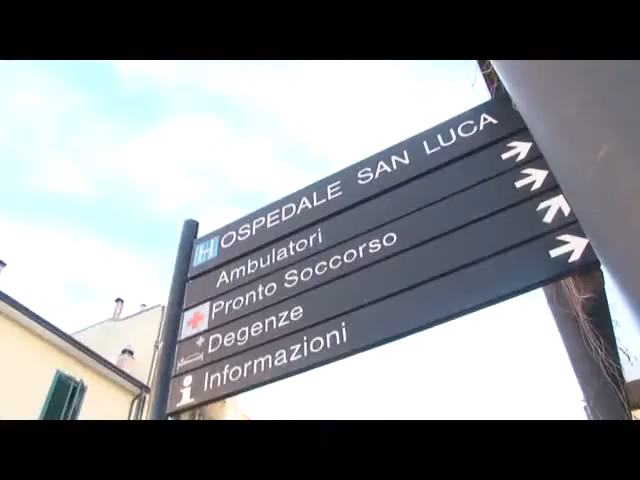 H OSPEDALE SAN LUCA
Ambulatori
Pronto Soccorso
Degenze
i Informazioni